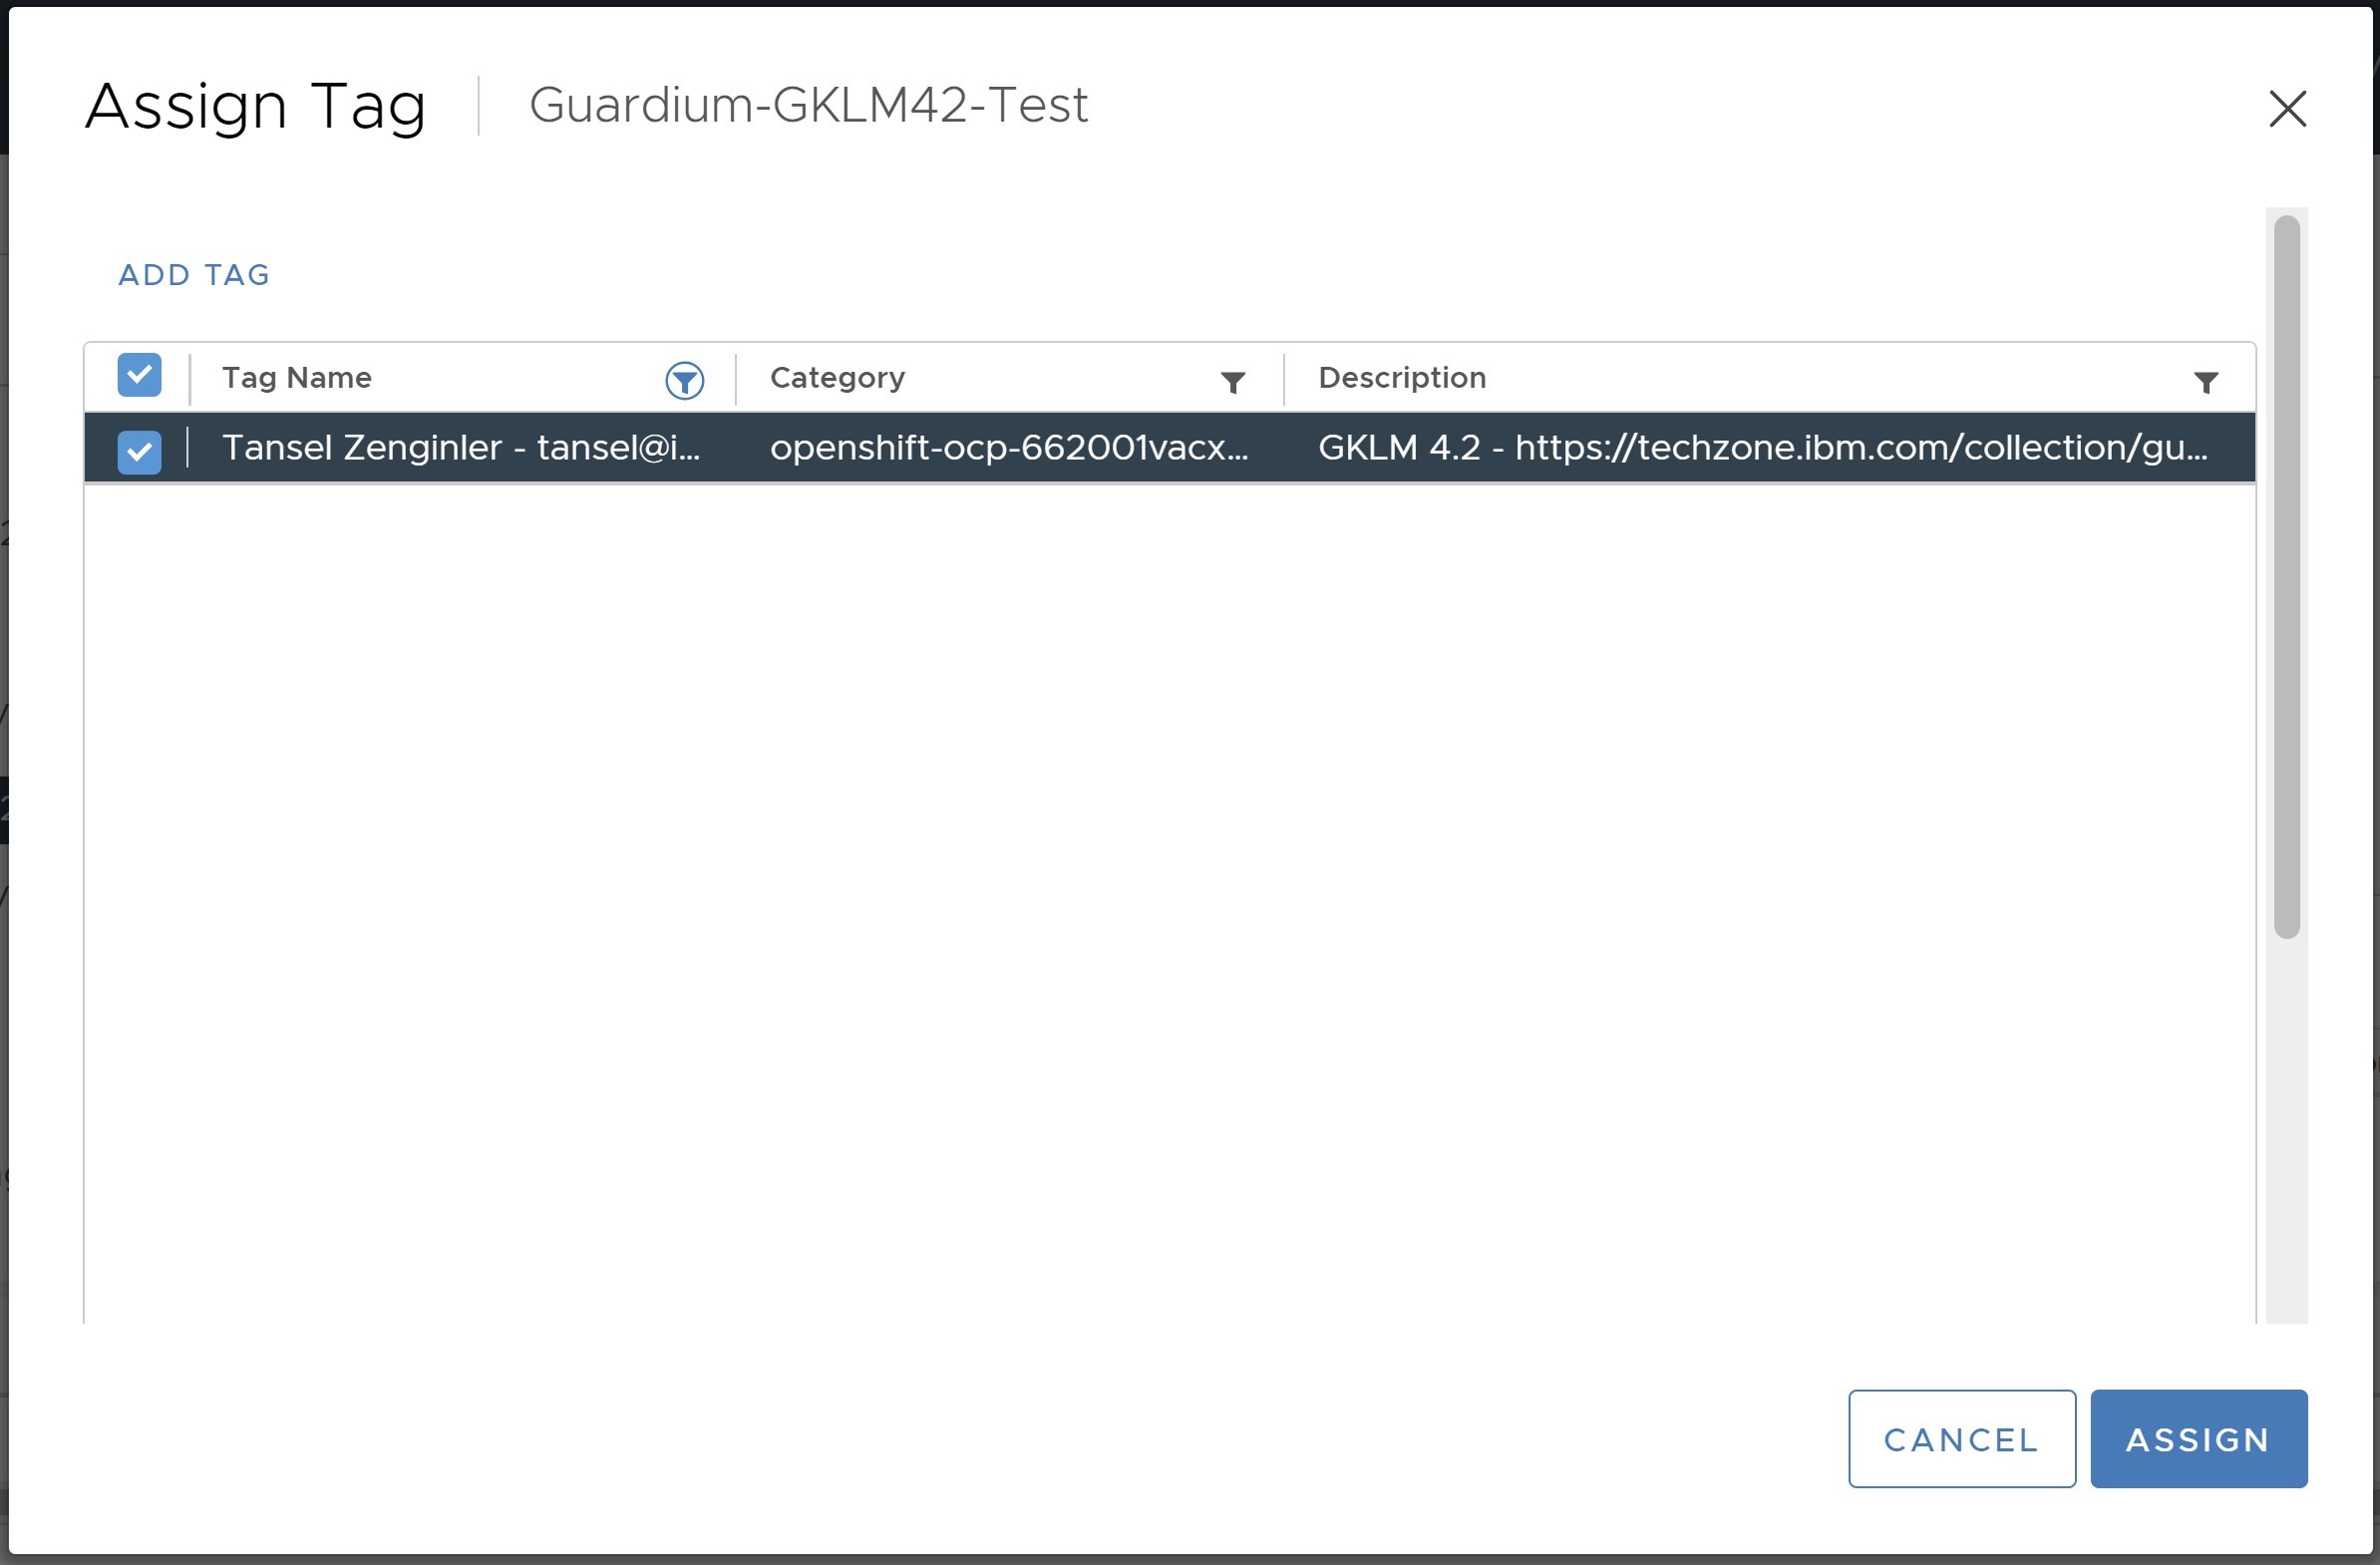 Assign Tag
Guardium-GKLM42-Test
ADD TAG
Tag Name Category Description
Tansel Zenginler - tansel@i... openshift-ocp-662001vacx... GKLM 4.2 - https://techzone.ibm.com/collection/gu...
CANCEL ASSIGN